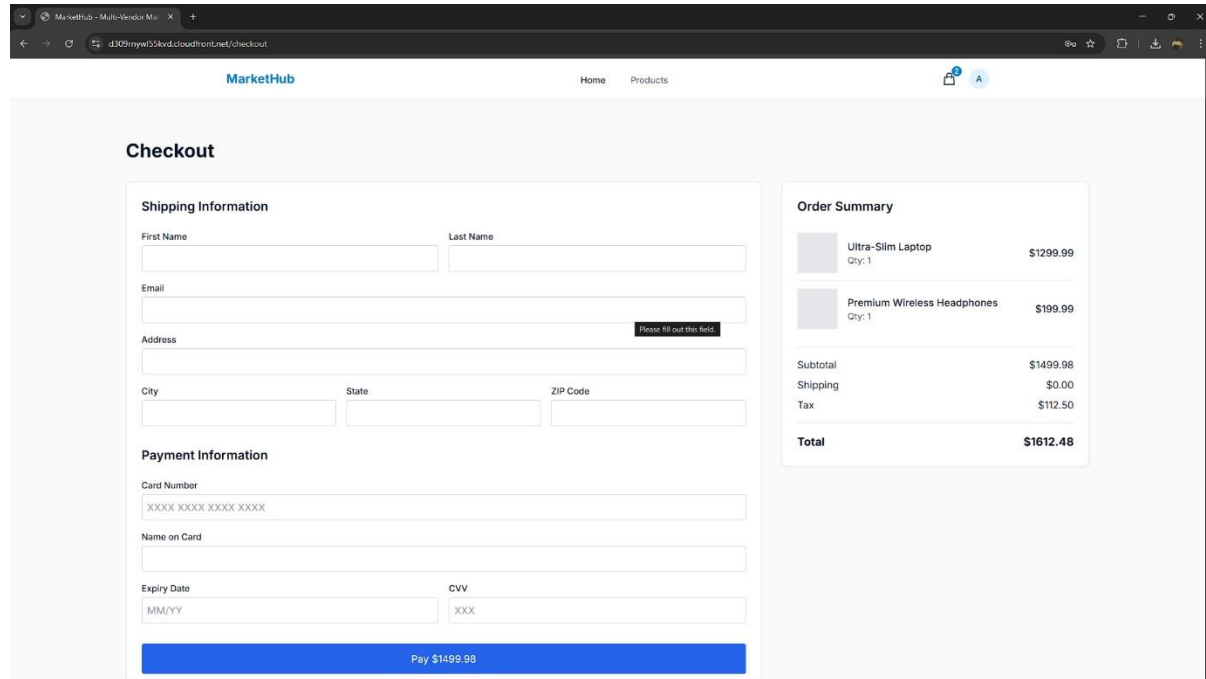 MarketHub - Multi-Vendor Mar
d309rnywl55kvd.cloudfront.net/checkout
MarketHub
Home
Products
2
A
Checkout
Shipping Information
First Name
Last Name
Email
Please fill out this field.
Address
City
State
ZIP Code
Payment Information
Card Number
XXXX XXXX XXXX XXXX
Name on Card
Expiry Date
CVV
MM/YY
XXX
Pay $1499.98
Order Summary
Ultra-Slim Laptop
Qty: 1
$1299.99
Premium Wireless Headphones
Qty: 1
$199.99
Subtotal
$1499.98
Shipping
$0.00
Tax
$112.50
Total
$1612.48